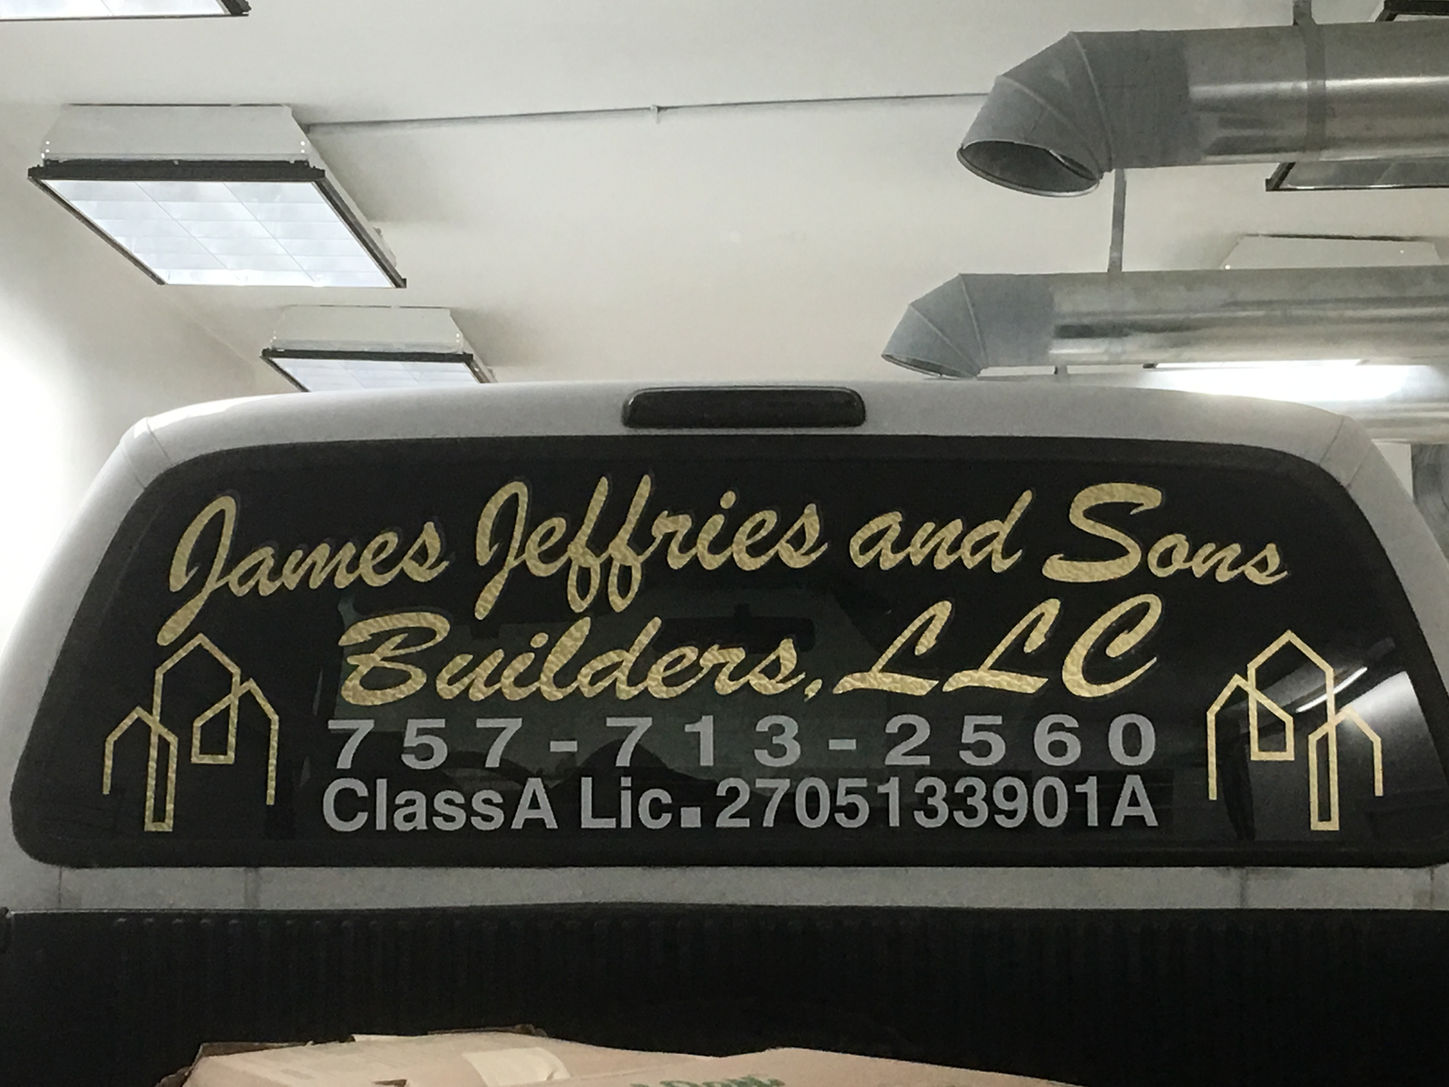 James Jeffries and Sons
Builders, LLC
757-713-2560
ClassA Lic.2705133901A